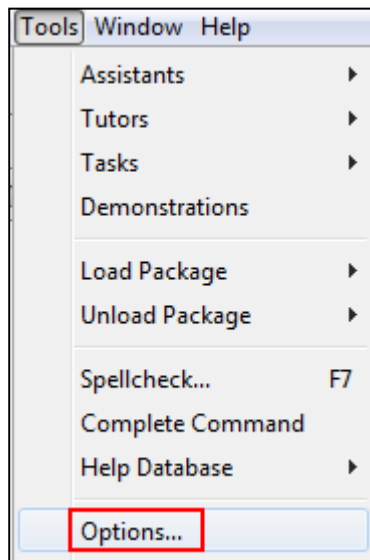 Tools Window Help
Assistants
Tutors
Tasks
Demonstrations
Load Package
Unload Package
Spellcheck... F7
Complete Command
Help Database
Options...